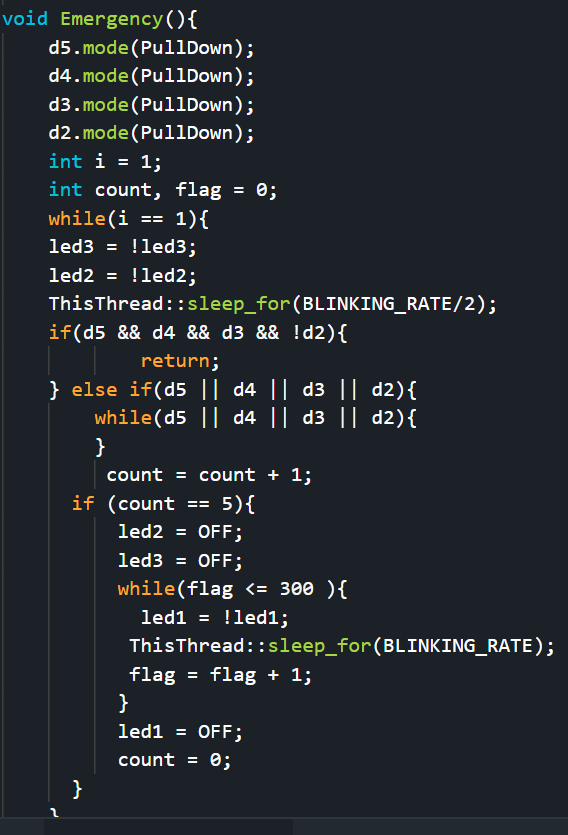 void Emergency(){
d5.mode(PullDown);
d4.mode(PullDown);
d3.mode(PullDown);
d2.mode(PullDown);
int i = 1;
int count, flag = 0;
while(i == 1){
led3 = !led3;
led2 = !led2;
ThisThread::sleep_for(BLINKING_RATE/2);
if(d5 && d4 && d3 && !d2){
return;
} else if(d5 || d4 || d3 || d2){
while(d5 || d4 || d3 || d2){
}
count = count + 1;
if (count == 5){
led2 = OFF;
led3 = OFF;
while(flag <= 300 ){
led1 = !led1;
ThisThread::sleep_for(BLINKING_RATE);
flag = flag + 1;
}
led1 = OFF;
count = 0;
}
}